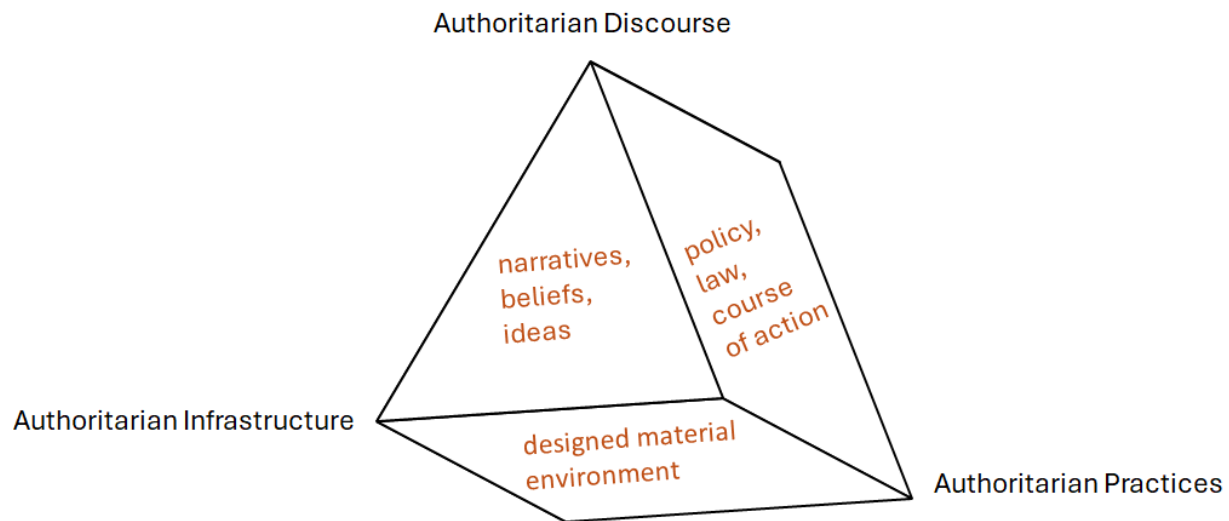 Authoritarian Discourse
narratives,
beliefs,
ideas
policy,
law,
course
of action
Authoritarian Infrastructure
designed material
environment
Authoritarian Practices